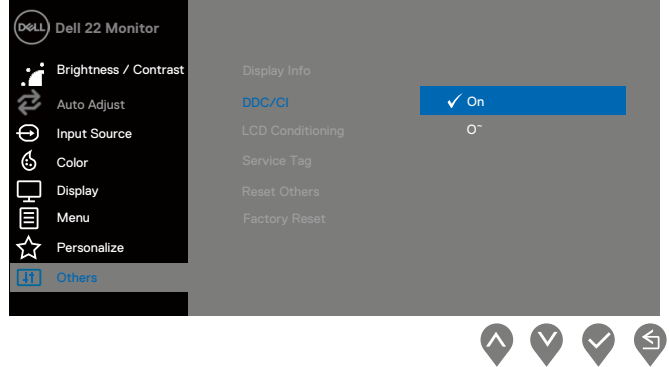 DELL Dell 22 Monitor
Brightness / Contrast
Auto Adjust
Input Source
Color
Display
Menu
Personalize
Others
Display Info
DDC/CI
LCD Conditioning
Service Tag
Reset Others
Factory Reset
✓ On
O~